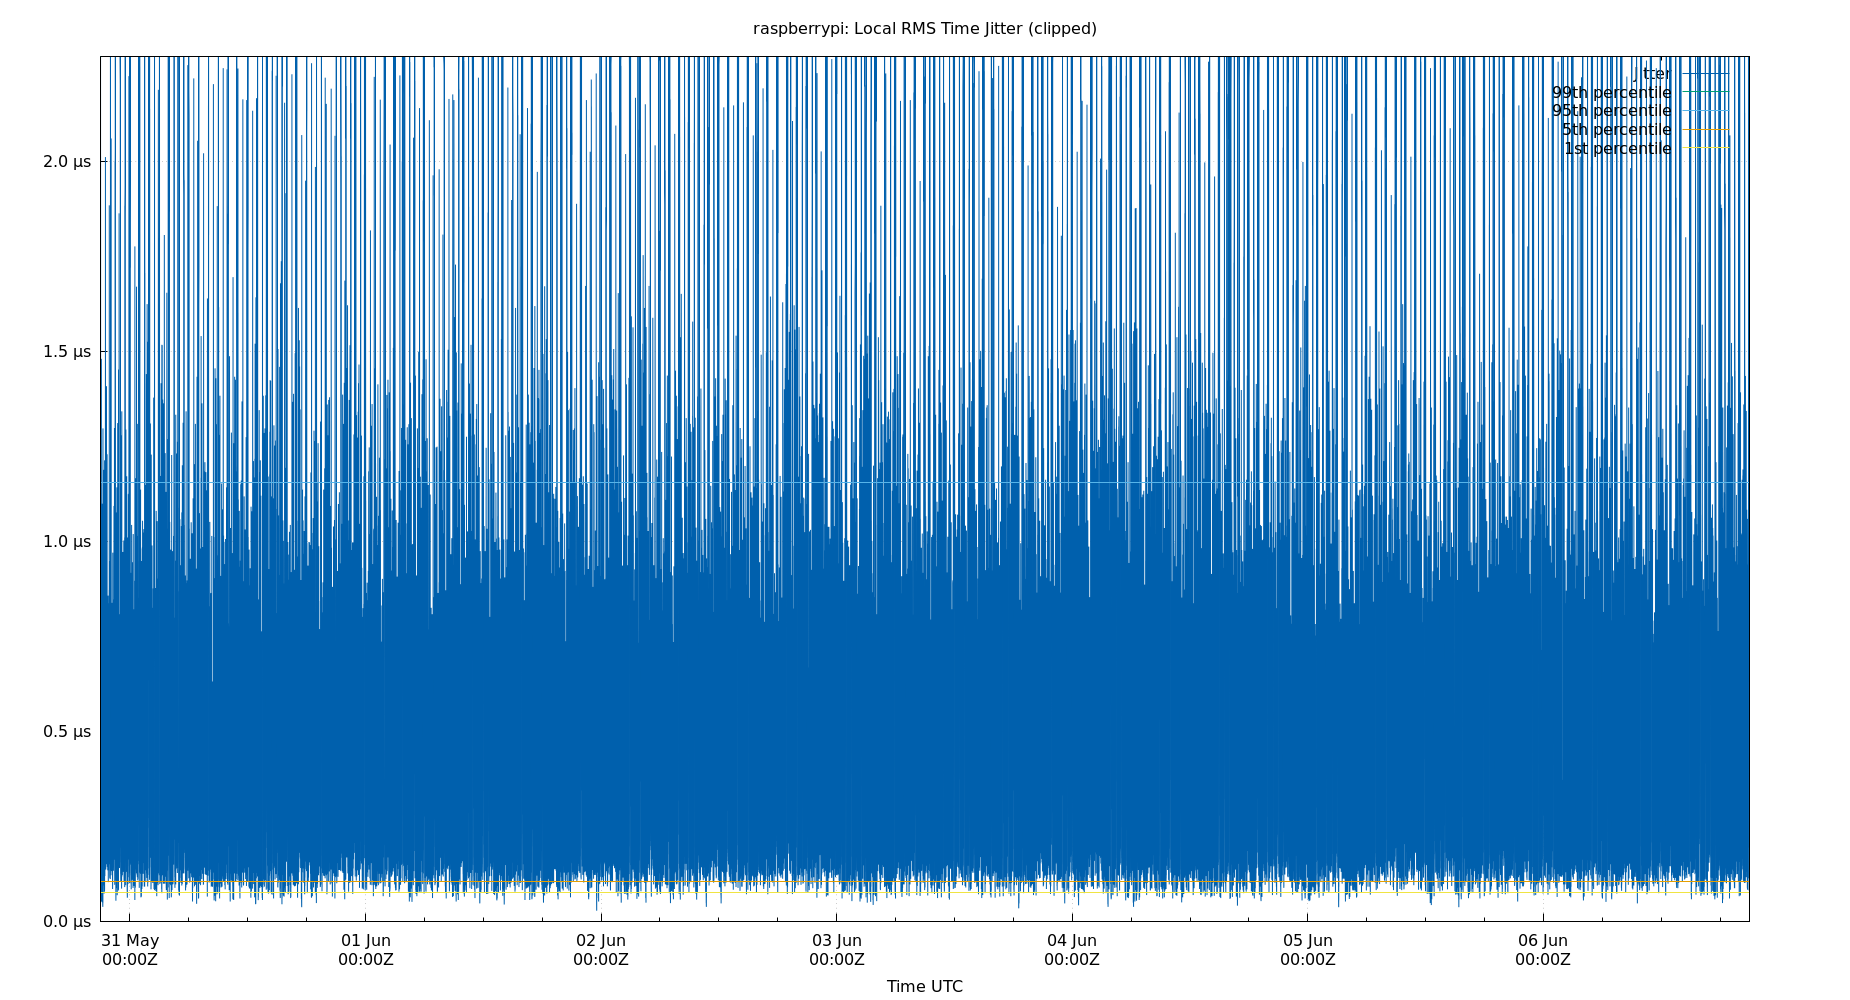 raspberrypi: Local RMS Time Jitter (clipped)
Jitter
99th percentile
95th percentile
5th percentile
1st percentile
2.0 µs
1.5 µs
1.0 µs
0.5 µs
0.0 µs
31 May 01 Jun 02 Jun 03 Jun 04 Jun 05 Jun 06 Jun
00:00Z 00:00Z 00:00Z 00:00Z 00:00Z 00:00Z 00:00Z
Time UTC